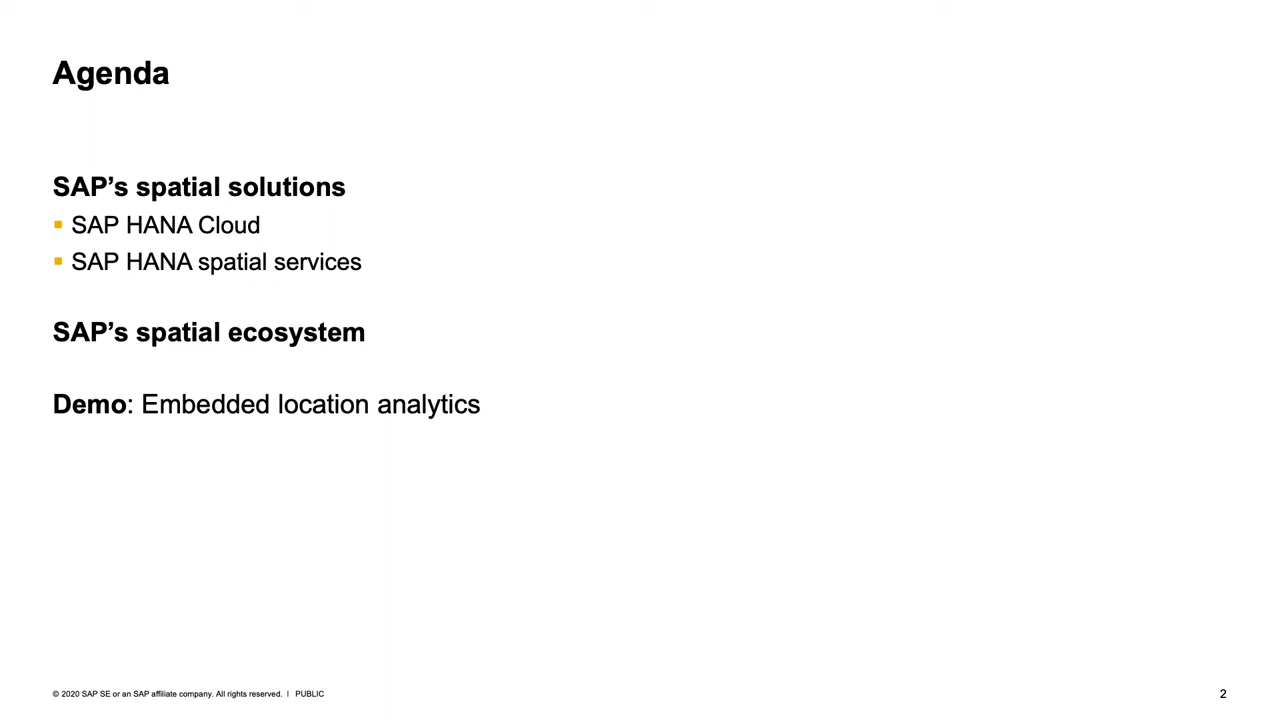 Agenda
SAP’s spatial solutions
▪ SAP HANA Cloud
▪ SAP HANA spatial services
SAP’s spatial ecosystem
Demo: Embedded location analytics
© 2020 SAP SE or an SAP affiliate company. All rights reserved. ǀ PUBLIC
2